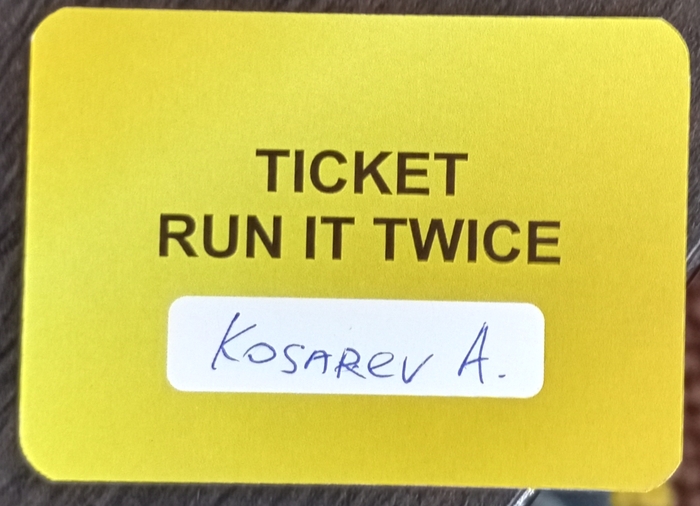 TICKET
RUN IT TWICE
Kosarev A.